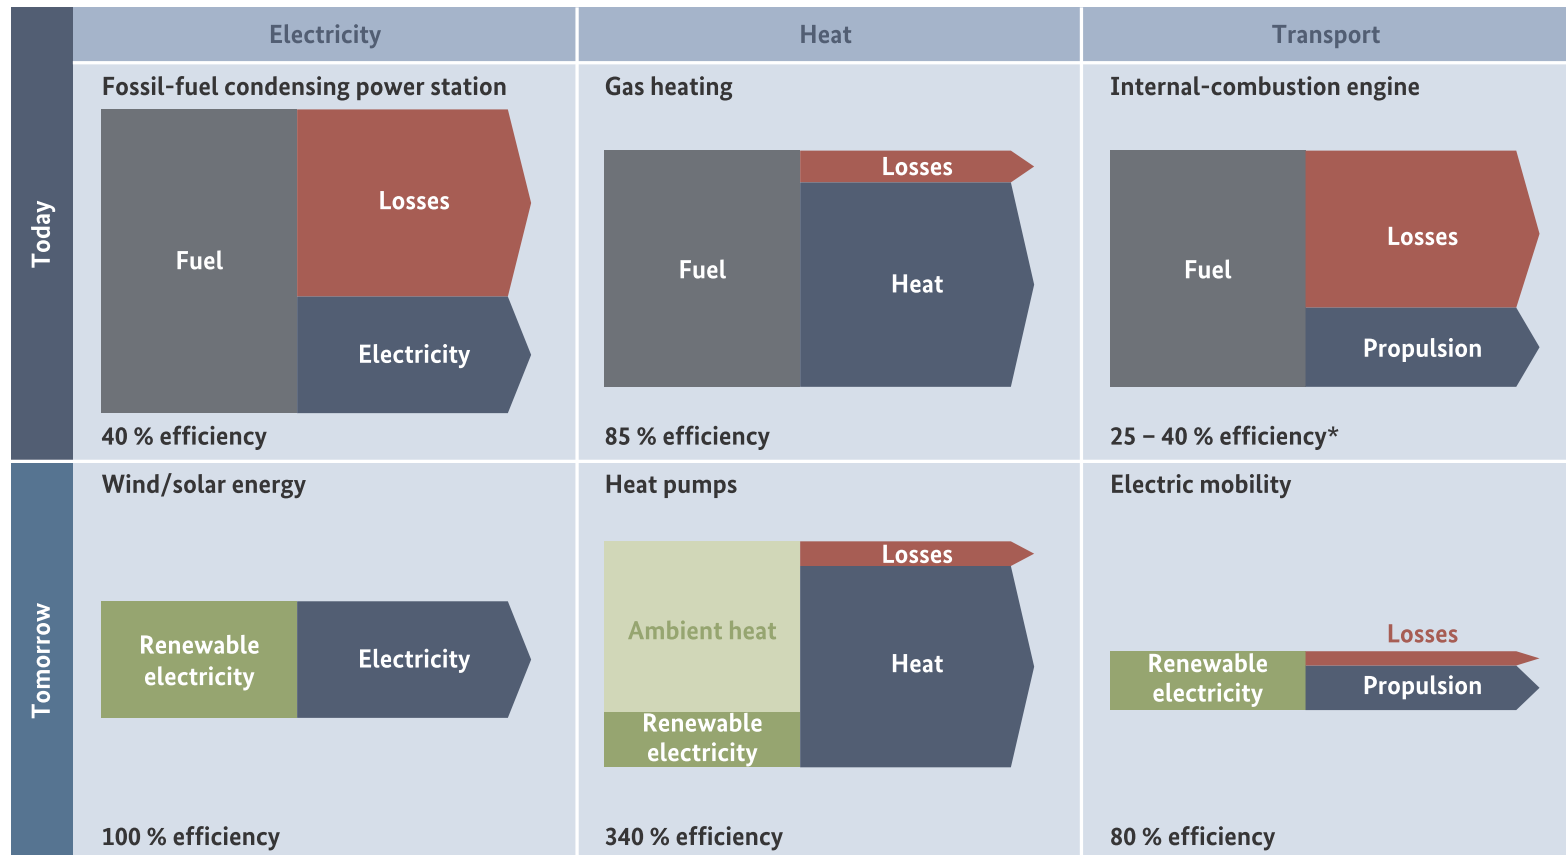 Electricity
Heat
Transport
Today
Fossil-fuel condensing power station
Fuel
Losses
Electricity
40 % efficiency
Gas heating
Fuel
Losses
Heat
85 % efficiency
Internal-combustion engine
Fuel
Losses
Propulsion
25 – 40 % efficiency*
Tomorrow
Wind/solar energy
Renewable
electricity
Electricity
100 % efficiency
Heat pumps
Ambient heat
Renewable
electricity
Losses
Heat
340 % efficiency
Electric mobility
Renewable
electricity
Losses
Propulsion
80 % efficiency